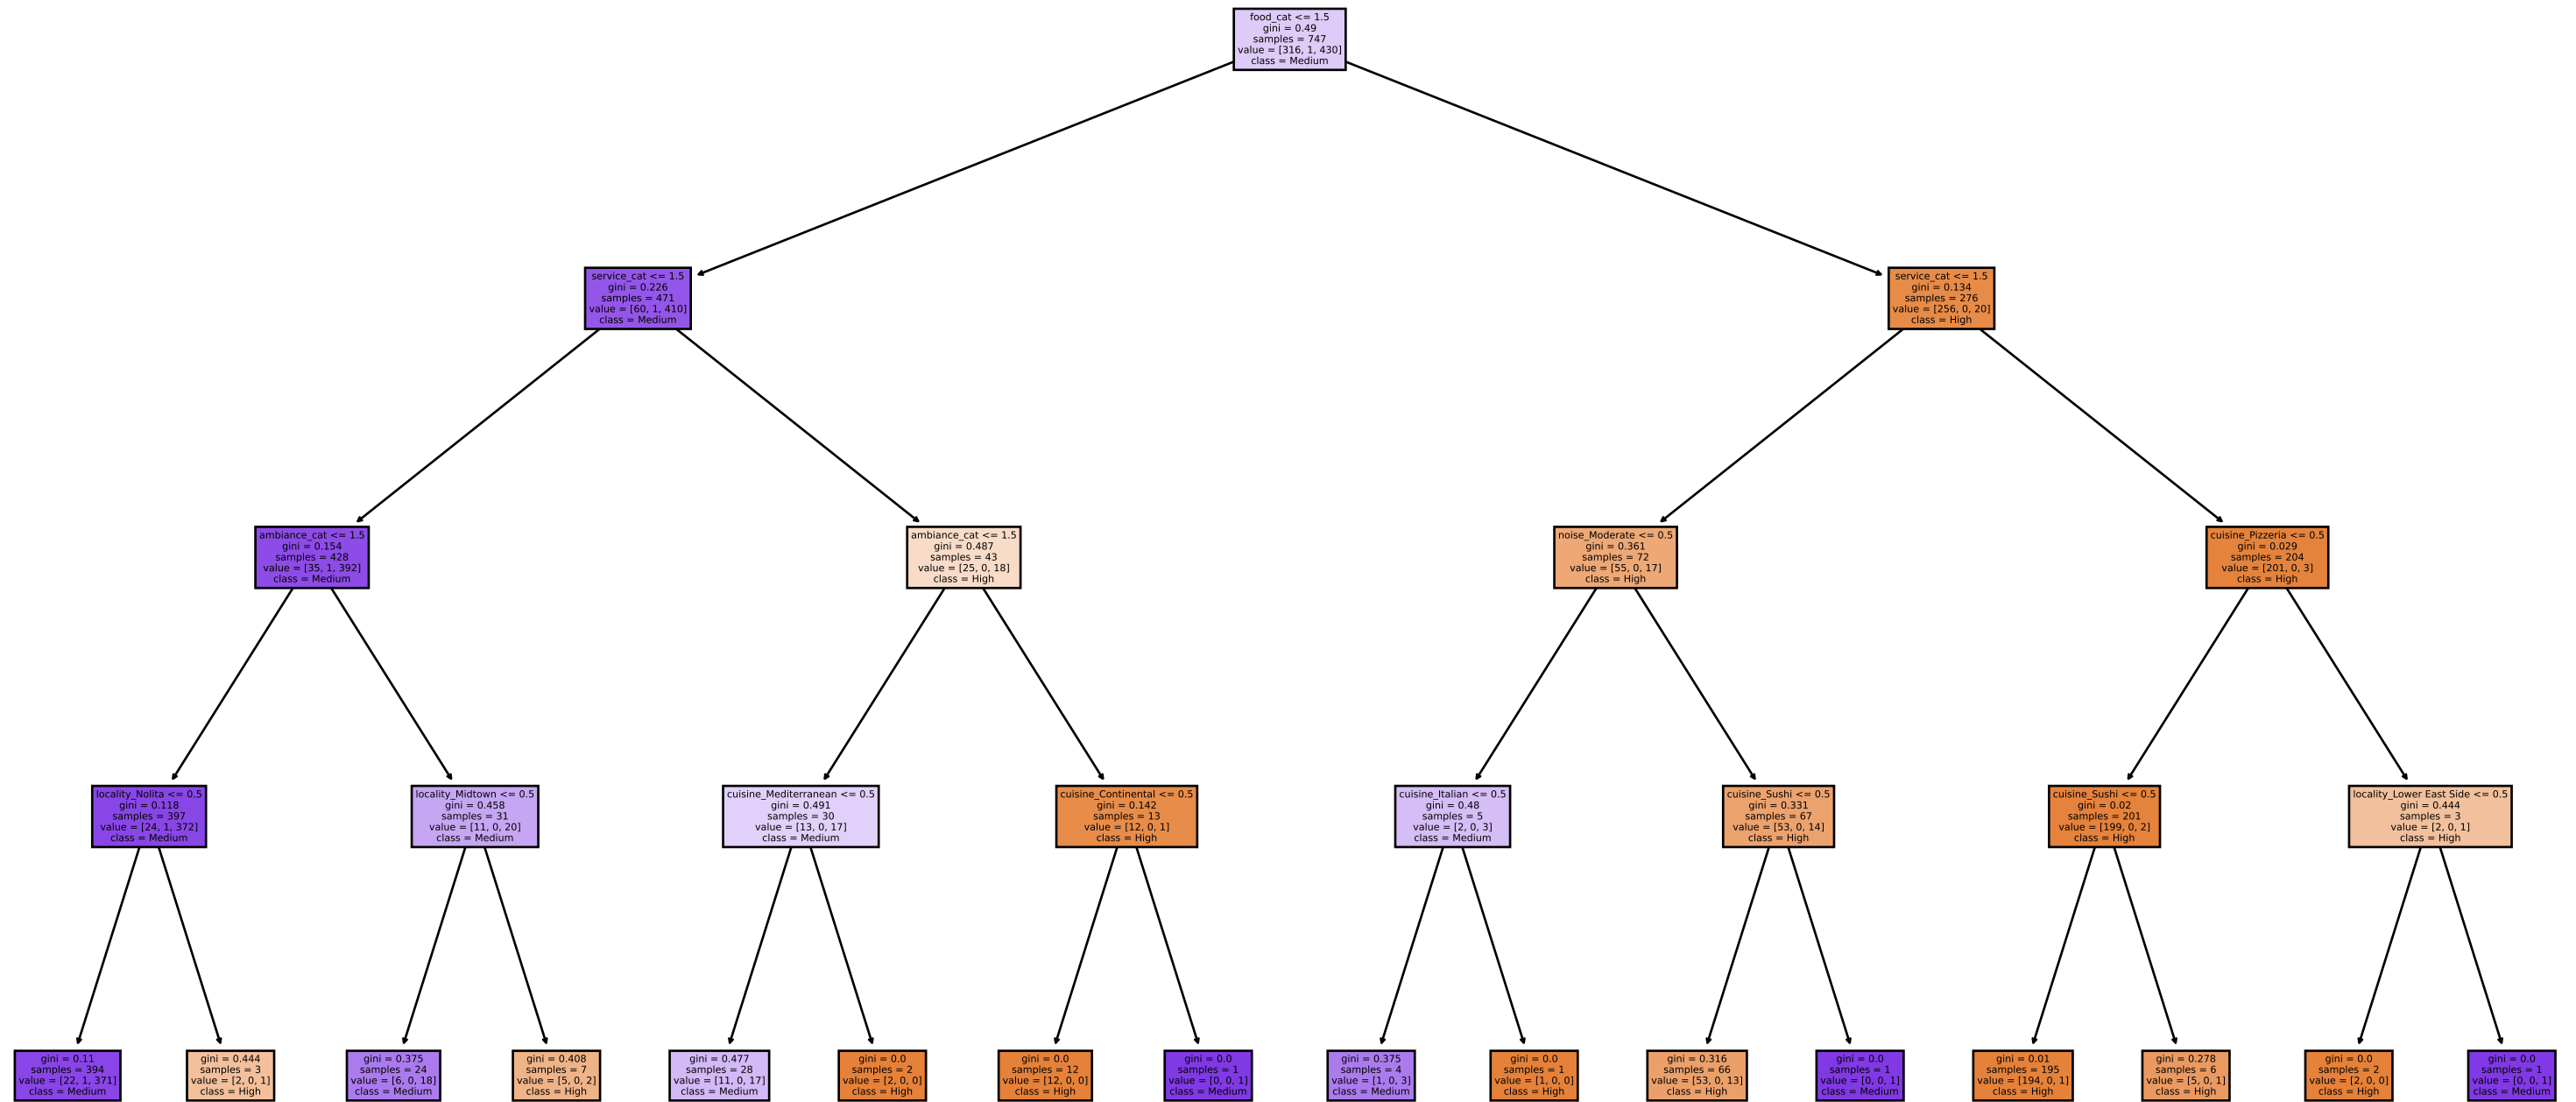 food_cat <= 1.5
gini = 0.49
samples = 747
value = [316, 1, 430]
class = Medium
service_cat <= 1.5
gini = 0.226
samples = 471
value = [60, 1, 410]
class = Medium
service_cat <= 1.5
gini = 0.134
samples = 276
value = [256, 0, 20]
class = High
ambiance_cat <= 1.5
gini = 0.154
samples = 428
value = [35, 1, 392]
class = Medium
ambiance_cat <= 1.5
gini = 0.487
samples = 43
value = [25, 0, 18]
class = High
noise_Moderate <= 0.5
gini = 0.361
samples = 72
value = [55, 0, 17]
class = High
cuisine_Pizzeria <= 0.5
gini = 0.029
samples = 204
value = [201, 0, 3]
class = High
locality_Nolita <= 0.5
gini = 0.118
samples = 397
value = [24, 1, 372]
class = Medium
locality_Midtown <= 0.5
gini = 0.458
samples = 31
value = [11, 0, 20]
class = Medium
cuisine_Mediterranean <= 0.5
gini = 0.491
samples = 30
value = [13, 0, 17]
class = Medium
cuisine_Continental <= 0.5
gini = 0.142
samples = 13
value = [12, 0, 1]
class = High
cuisine_Italian <= 0.5
gini = 0.48
samples = 5
value = [2, 0, 3]
class = Medium
cuisine_Sushi <= 0.5
gini = 0.331
samples = 67
value = [53, 0, 14]
class = High
cuisine_Sushi <= 0.5
gini = 0.02
samples = 201
value = [199, 0, 2]
class = High
locality_Lower East Side <= 0.5
gini = 0.444
samples = 3
value = [2, 0, 1]
class = High
gini = 0.11
samples = 394
value = [22, 1, 371]
class = Medium
gini = 0.444
samples = 3
value = [2, 0, 1]
class = High
gini = 0.375
samples = 24
value = [6, 0, 18]
class = Medium
gini = 0.408
samples = 7
value = [5, 0, 2]
class = High
gini = 0.477
samples = 28
value = [11, 0, 17]
class = Medium
gini = 0.0
samples = 2
value = [2, 0, 0]
class = High
gini = 0.0
samples = 12
value = [12, 0, 0]
class = High
gini = 0.0
samples = 1
value = [0, 0, 1]
class = Medium
gini = 0.375
samples = 4
value = [1, 0, 3]
class = Medium
gini = 0.0
samples = 1
value = [1, 0, 0]
class = High
gini = 0.316
samples = 66
value = [53, 0, 13]
class = High
gini = 0.0
samples = 1
value = [0, 0, 1]
class = Medium
gini = 0.01
samples = 195
value = [194, 0, 1]
class = High
gini = 0.278
samples = 6
value = [5, 0, 1]
class = High
gini = 0.0
samples = 2
value = [2, 0, 0]
class = High
gini = 0.0
samples = 1
value = [0, 0, 1]
class = Medium